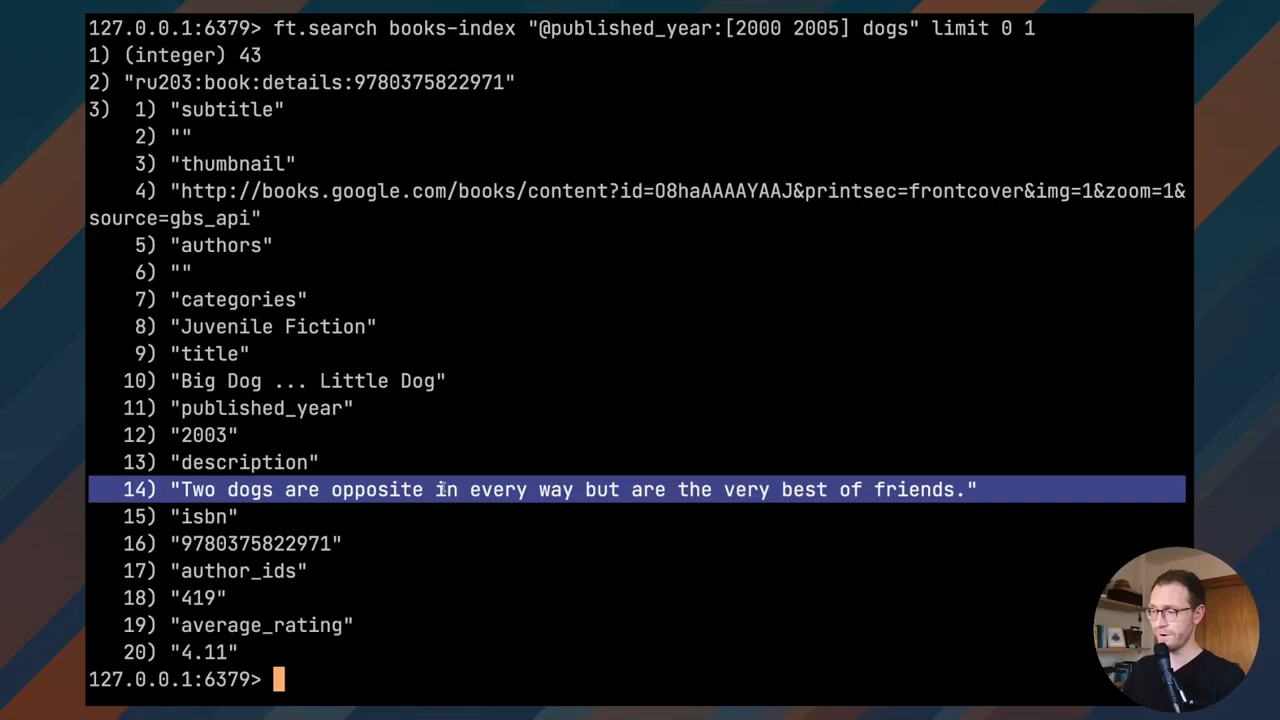 127.0.0.1:6379> ft.search books-index "@published_year:[2000 2005] dogs" limit 0 1
1) (integer) 43
2) "ru203:book:details:9780375822971"
3)  1) "subtitle"
    2) ""
    3) "thumbnail"
    4) "http://books.google.com/books/content?id=O8haAAAAYAAJ&printsec=frontcover&img=1&zoom=1&
source=gbs_api"
    5) "authors"
    6) ""
    7) "categories"
    8) "Juvenile Fiction"
    9) "title"
   10) "Big Dog ... Little Dog"
   11) "published_year"
   12) "2003"
   13) "description"
   14) "Two dogs are opposite in every way but are the very best of friends."
   15) "isbn"
   16) "9780375822971"
   17) "author_ids"
   18) "419"
   19) "average_rating"
   20) "4.11"
127.0.0.1:6379>